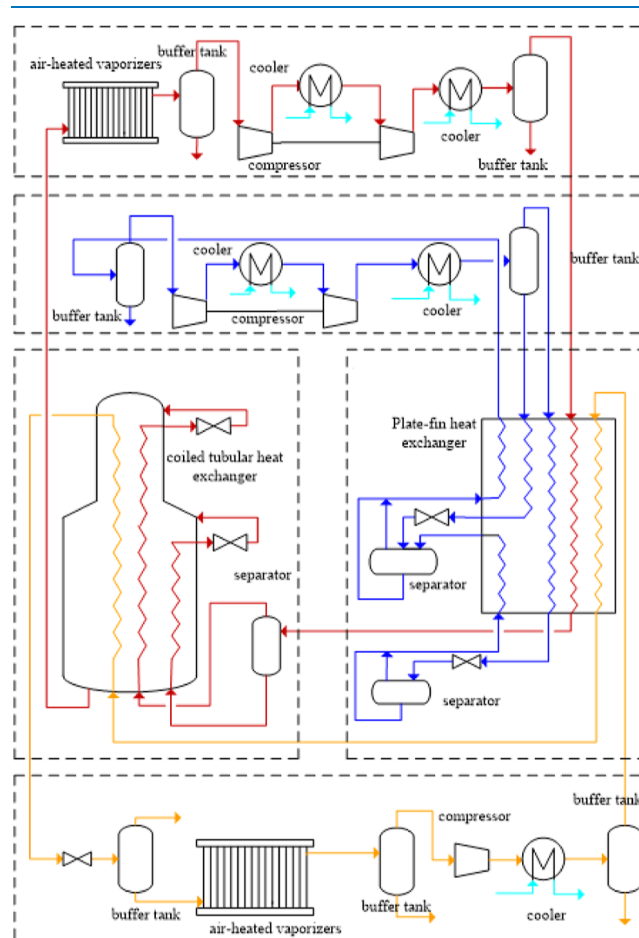 buffer tank
air-heated vaporizers
cooler
cooler
compressor
buffer tank
cooler
buffer tank
buffer tank
compressor
cooler
Plate-fin heat
exchanger
coiled tubular heat
exchanger
separator
separator
separator
buffer tank
compressor
buffer tank
buffer tank
cooler
air-heated vaporizers